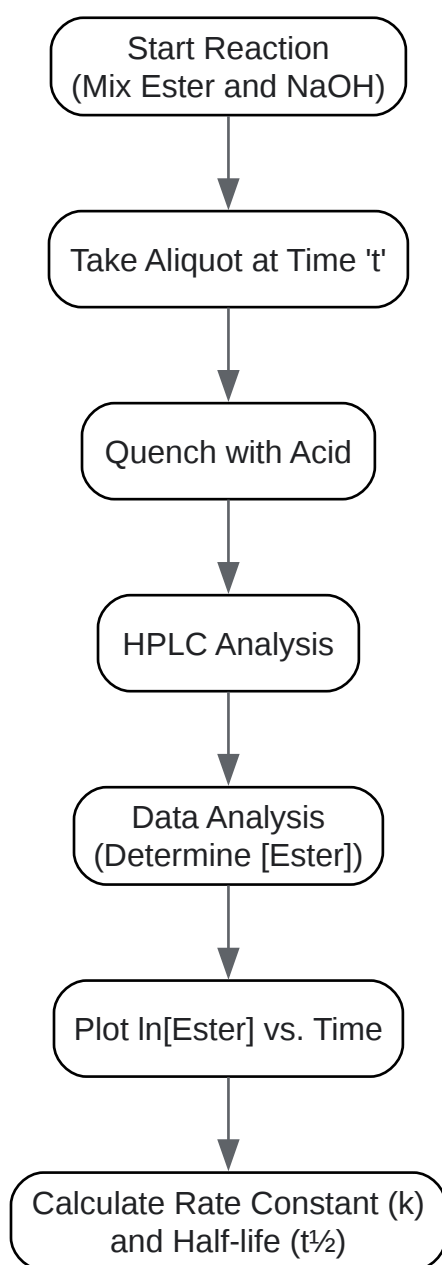 Start Reaction
(Mix Ester and NaOH)
Take Aliquot at Time 't'
Quench with Acid
HPLC Analysis
Data Analysis
(Determine [Ester])
Plot ln[Ester] vs. Time
Calculate Rate Constant (k)
and Half-life (t½)